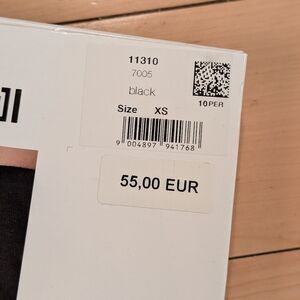 11310
7005
black
10PER
Size XS
9 004897 941768
55,00 EUR